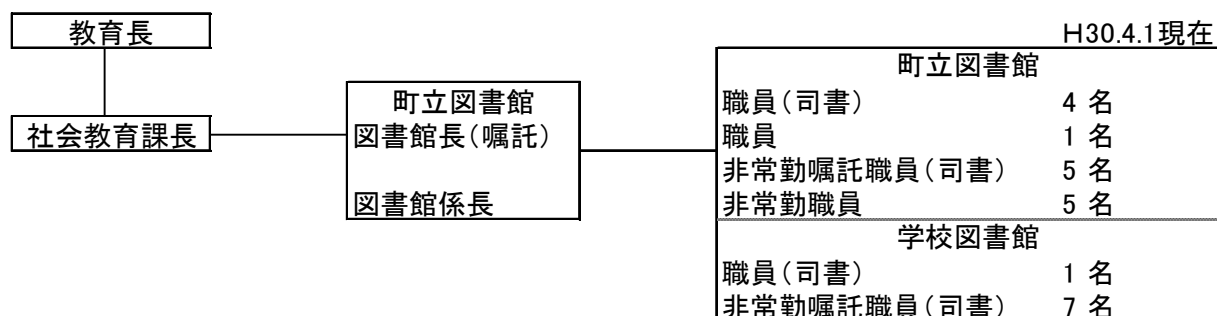 教育長
H30.4.1現在
町立図書館
町立図書館
職員(司書) 4 名
社会教育課長
図書館長(嘱託)
職員 1 名
非常勤嘱託職員(司書) 5 名
図書館係長
非常勤職員 5 名
学校図書館
職員(司書) 1 名
非常勤嘱託職員(司書) 7 名